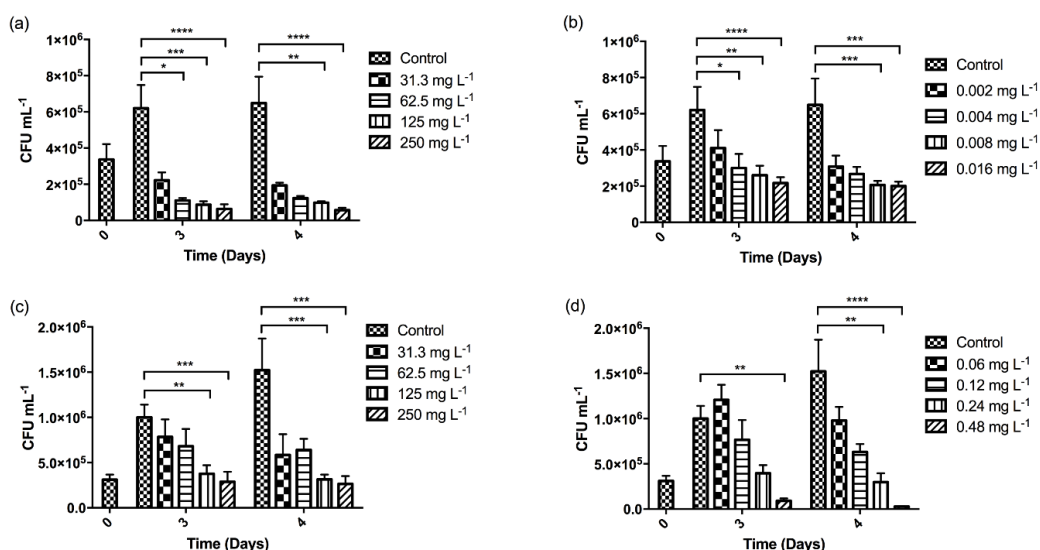 (a)
1×10⁶
8×10⁵
6×10⁵
4×10⁵
2×10⁵
0
CFU mL⁻¹
****
***
*
****
**
0
3
4
Time (Days)
Control
31.3 mg L⁻¹
62.5 mg L⁻¹
125 mg L⁻¹
250 mg L⁻¹
(b)
1×10⁶
8×10⁵
6×10⁵
4×10⁵
2×10⁵
0
CFU mL⁻¹
****
**
*
***
***
0
3
4
Time (Days)
Control
0.002 mg L⁻¹
0.004 mg L⁻¹
0.008 mg L⁻¹
0.016 mg L⁻¹
(c)
2.0×10⁶
1.5×10⁶
1.0×10⁶
5.0×10⁵
0.0
CFU mL⁻¹
***
**
***
***
0
3
4
Time (Days)
Control
31.3 mg L⁻¹
62.5 mg L⁻¹
125 mg L⁻¹
250 mg L⁻¹
(d)
2.0×10⁶
1.5×10⁶
1.0×10⁶
5.0×10⁵
0.0
CFU mL⁻¹
**
****
**
0
3
4
Time (Days)
Control
0.06 mg L⁻¹
0.12 mg L⁻¹
0.24 mg L⁻¹
0.48 mg L⁻¹